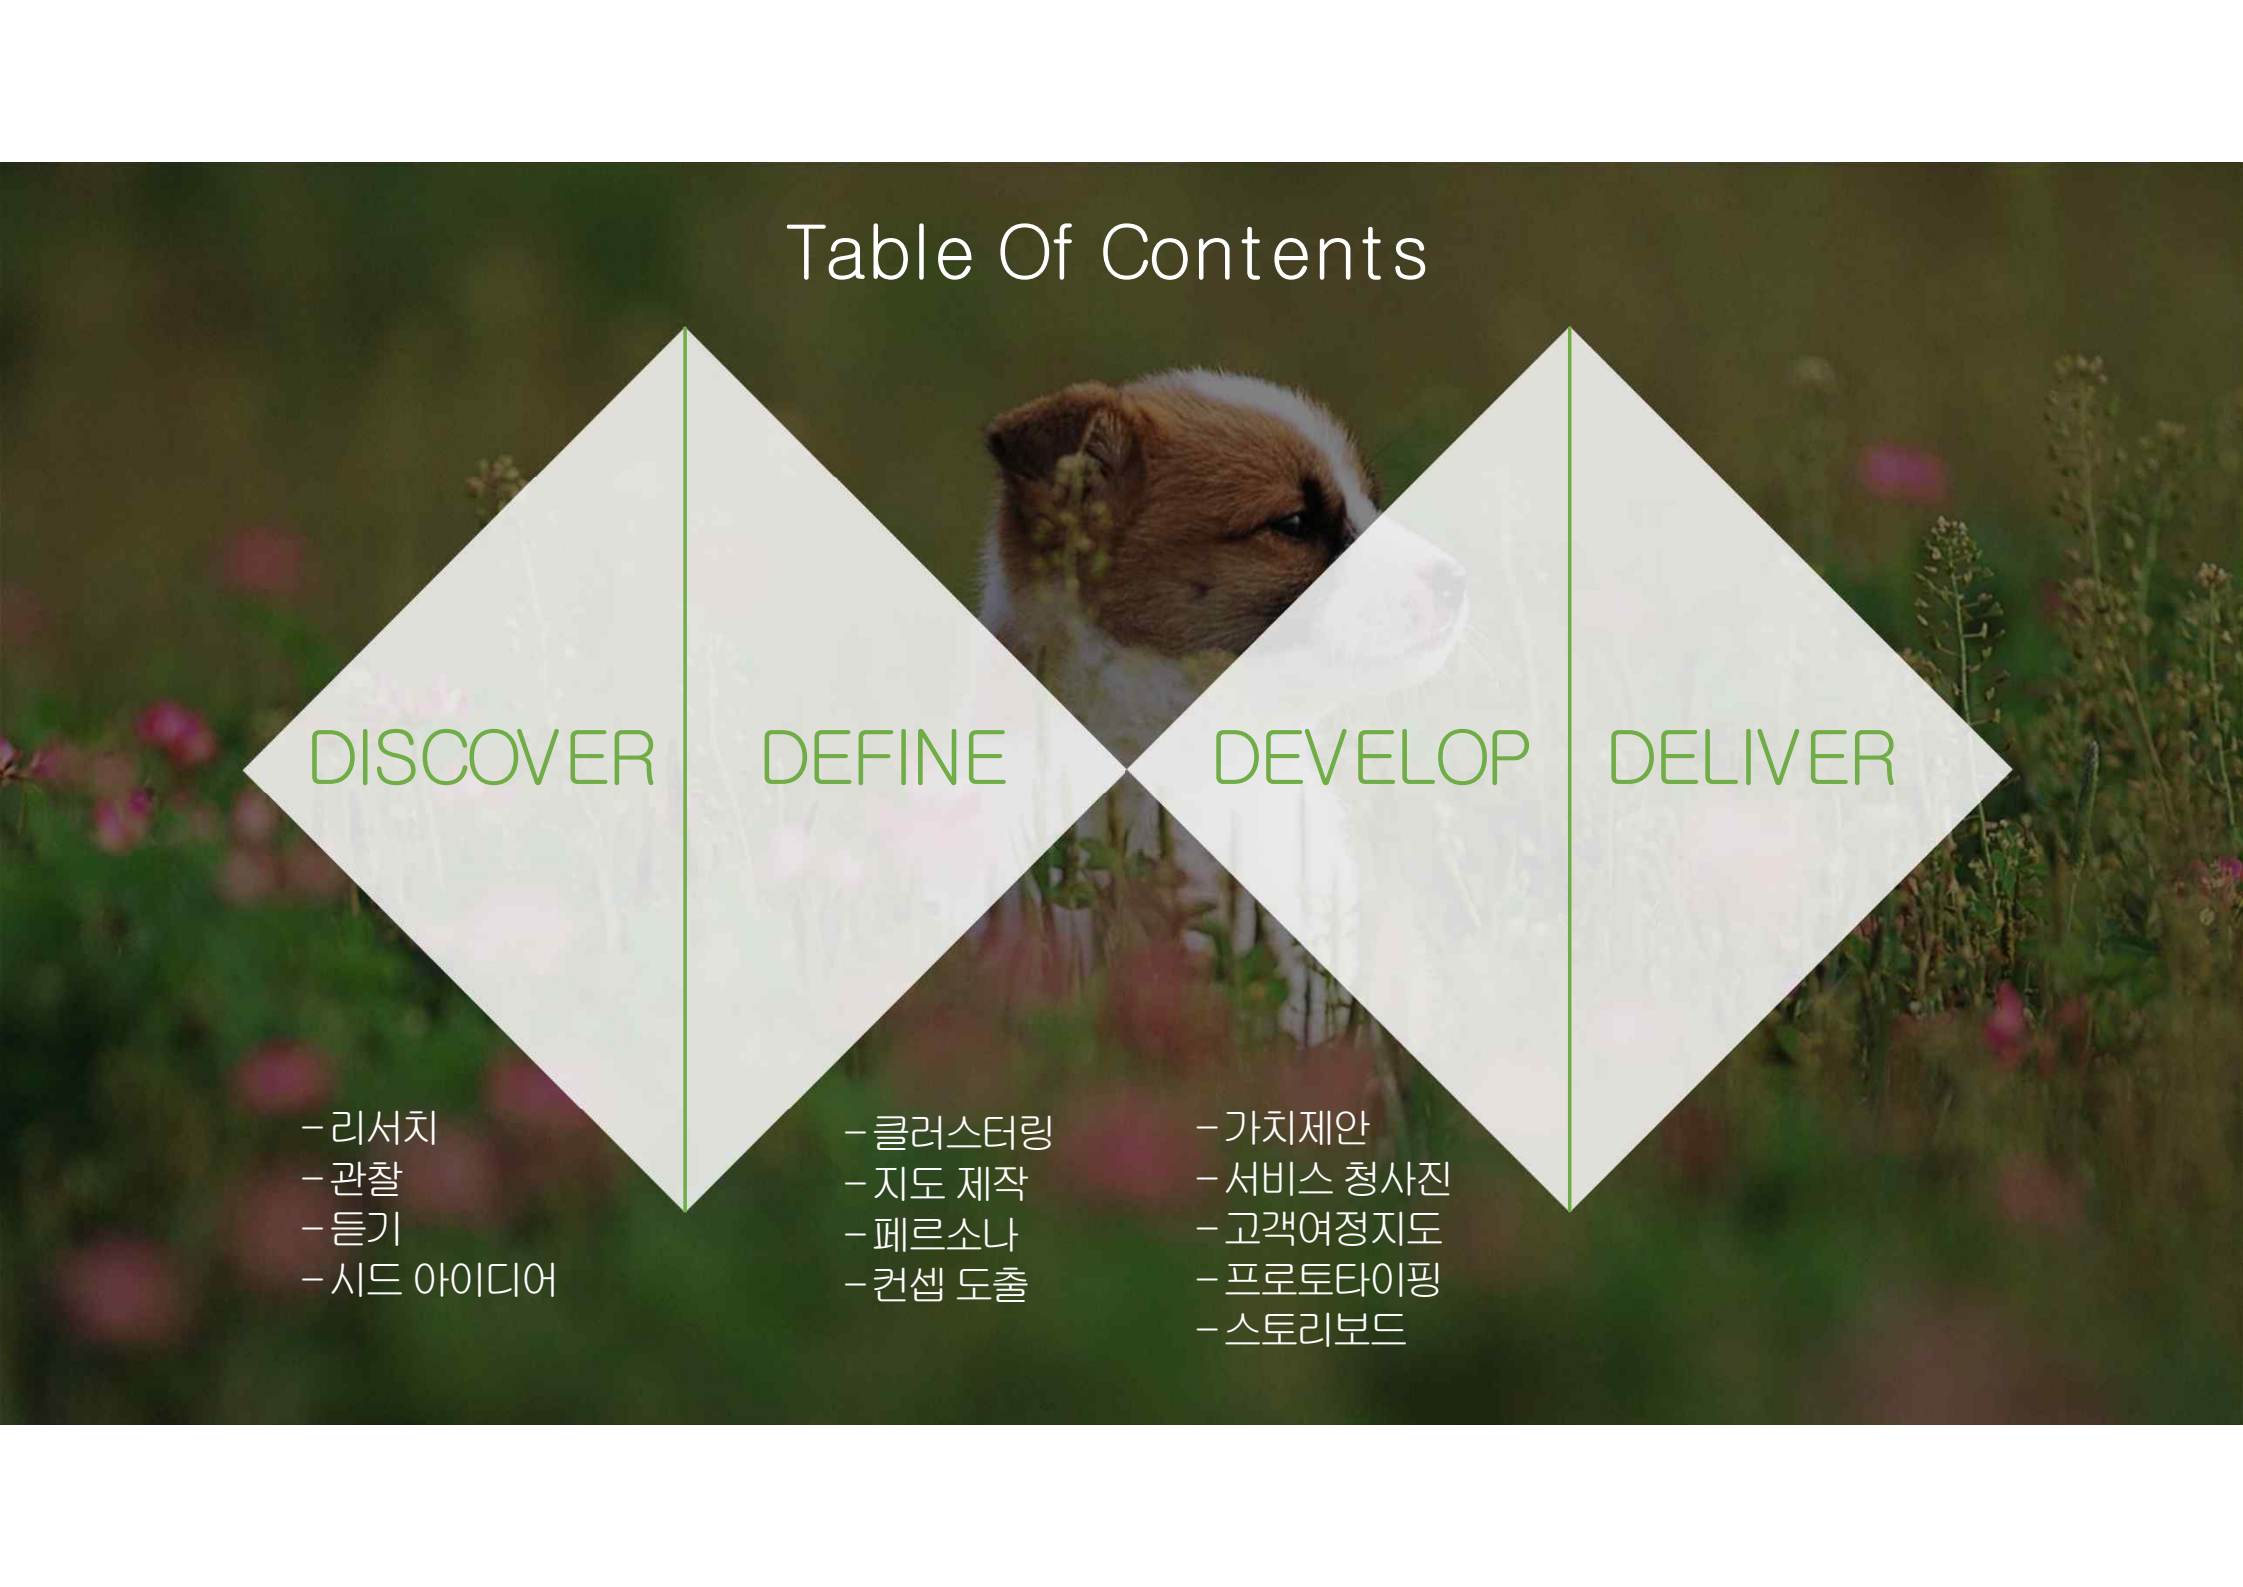 Table Of Contents
DISCOVER
DEFINE
DEVELOP
DELIVER
– 리서치
– 관찰
– 듣기
– 시드 아이디어
– 클러스터링
– 지도 제작
– 페르소나
– 컨셉 도출
– 가치제안
– 서비스 청사진
– 고객여정지도
– 프로토타이핑
– 스토리보드